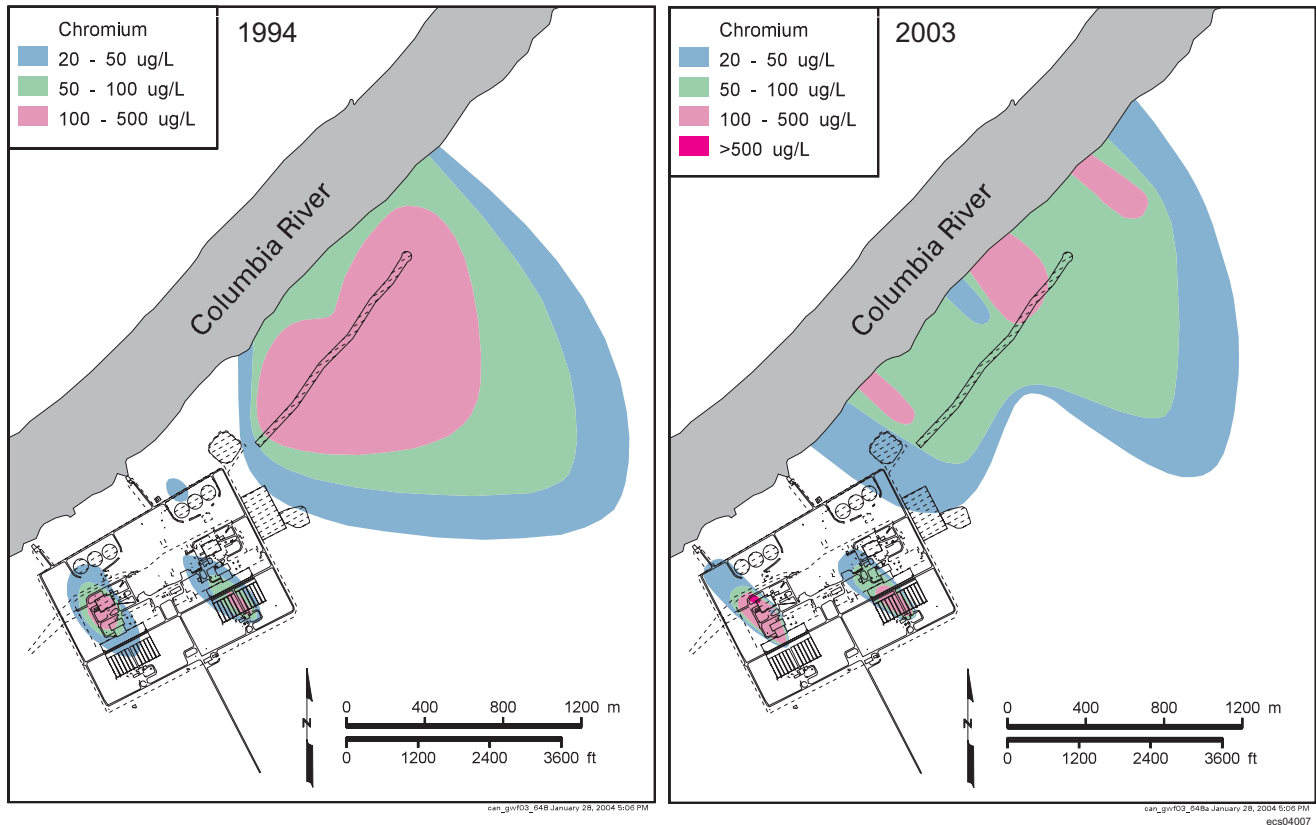 Chromium
20 - 50 ug/L
50 - 100 ug/L
100 - 500 ug/L
1994
Columbia River
N
0 400 800 1200 m
0 1200 2400 3600 ft
can_gwf03_648 January 28, 2004 5:06 PM
Chromium
20 - 50 ug/L
50 - 100 ug/L
100 - 500 ug/L
>500 ug/L
2003
Columbia River
N
0 400 800 1200 m
0 1200 2400 3600 ft
can_gwf03_648a January 28, 2004 5:06 PM
ecs04007